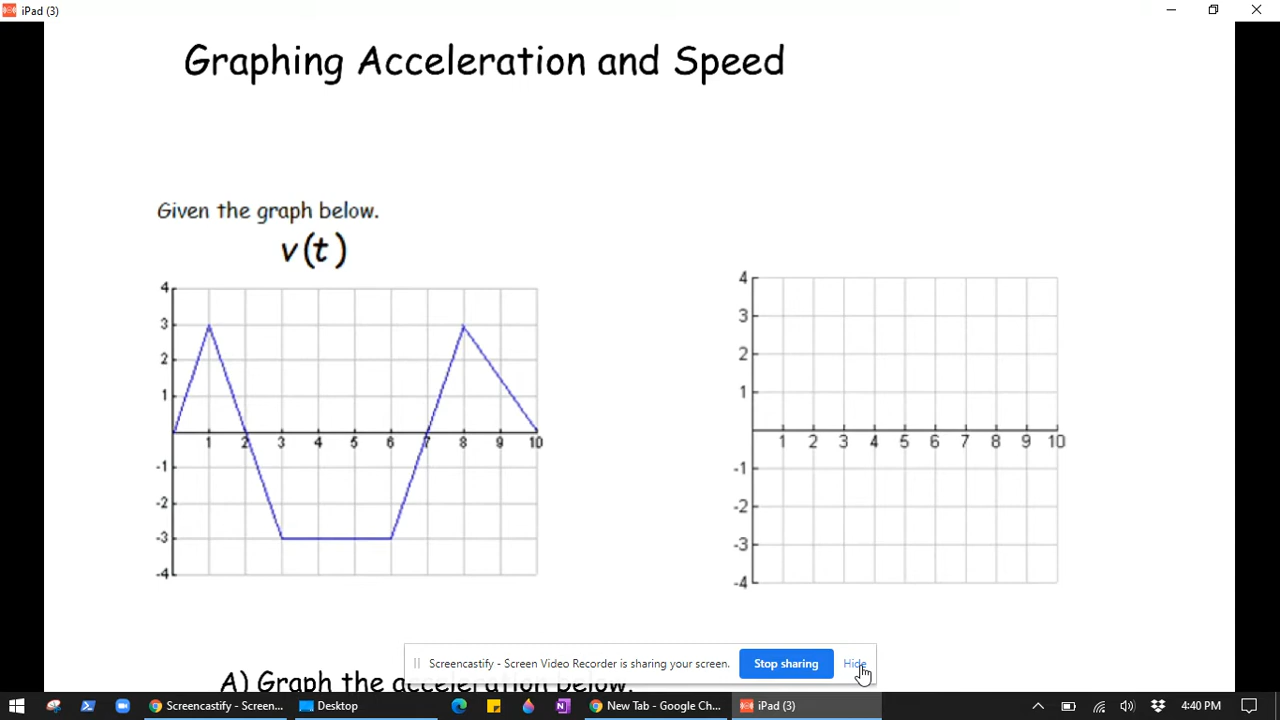 iPad (3)
Graphing Acceleration and Speed
Given the graph below.
v(t)
4
3
2
1
1 2 3 4 5 6 7 8 9 10
-1
-2
-3
-4
4
3
2
1
1 2 3 4 5 6 7 8 9 10
-1
-2
-3
-4
Screencastify - Screen Video Recorder is sharing your screen. Stop sharing Hide
A) Graph the acceleration below.
Screencastify - Screen... Desktop N New Tab - Google Ch... iPad (3) 4:40 PM